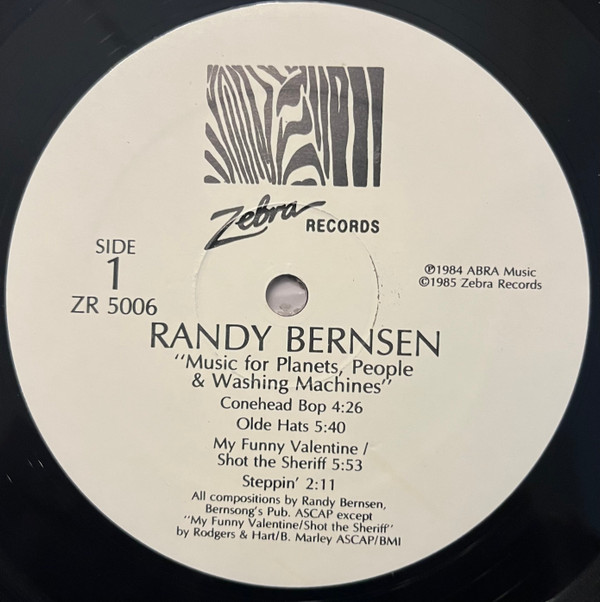 Zebra RECORDS
SIDE
1
ZR 5006
℗1984 ABRA Music
©1985 Zebra Records
RANDY BERNSEN
"Music for Planets, People
& Washing Machines"
Conehead Bop 4:26
Olde Hats 5:40
My Funny Valentine /
Shot the Sheriff 5:53
Steppin' 2:11
All compositions by Randy Bernsen,
Bernsong's Pub. ASCAP except
"My Funny Valentine/Shot the Sheriff"
by Rodgers & Hart/B. Marley ASCAP/BMI